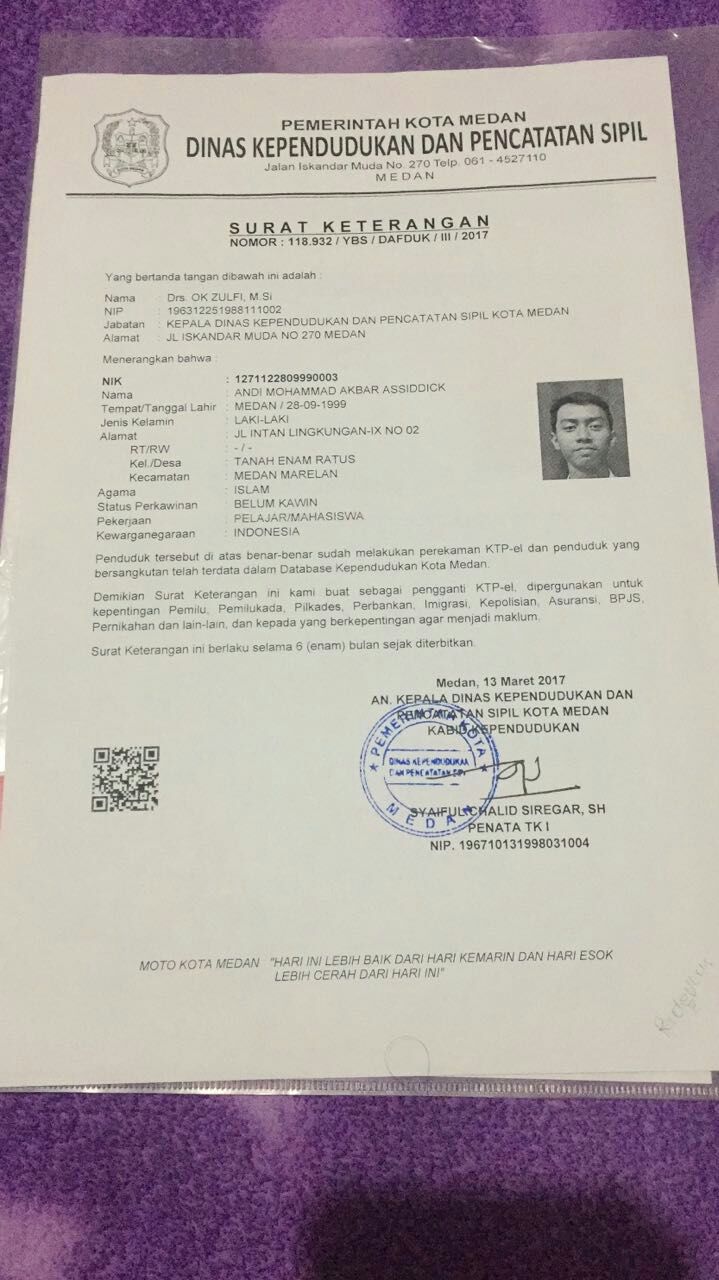 PEMERINTAH KOTA MEDAN
DINAS KEPENDUDUKAN DAN PENCATATAN SIPIL
Jalan Iskandar Muda No. 270 Telp. 061 - 4527110
MEDAN
SURAT KETERANGAN
NOMOR : 118.932 / YBS / DAFDUK / III / 2017
Yang bertanda tangan dibawah ini adalah :
Nama : Drs. OK ZULFI, M.Si
NIP : 196312251988111002
Jabatan : KEPALA DINAS KEPENDUDUKAN DAN PENCATATAN SIPIL KOTA MEDAN
Alamat : JL ISKANDAR MUDA NO 270 MEDAN
Menerangkan bahwa :
NIK : 1271122809990003
Nama : ANDI MOHAMMAD AKBAR ASSIDDICK
Tempat/Tanggal Lahir : MEDAN / 28-09-1999
Jenis Kelamin : LAKI-LAKI
Alamat : JL INTAN LINGKUNGAN-IX NO 02
RT/RW : - / -
Kel./Desa : TANAH ENAM RATUS
Kecamatan : MEDAN MARELAN
Agama : ISLAM
Status Perkawinan : BELUM KAWIN
Pekerjaan : PELAJAR/MAHASISWA
Kewarganegaraan : INDONESIA
Penduduk tersebut di atas benar-benar sudah melakukan perekaman KTP-el dan penduduk yang
bersangkutan telah terdata dalam Database Kependudukan Kota Medan.
Demikian Surat Keterangan ini kami buat sebagai pengganti KTP-el, dipergunakan untuk
kepentingan Pemilu, Pemilukada, Pilkades, Perbankan, Imigrasi, Kepolisian, Asuransi, BPJS,
Pernikahan dan lain-lain, dan kepada yang berkepentingan agar menjadi maklum.
Surat Keterangan ini berlaku selama 6 (enam) bulan sejak diterbitkan.
Medan, 13 Maret 2017
AN. KEPALA DINAS KEPENDUDUKAN DAN
PENCATATAN SIPIL KOTA MEDAN
KABID KEPENDUDUKAN
PEMERINTAH KOTA
DINAS KEPENDUDUKAN
DAN PENCATATAN SIPIL
MEDAN
SYAIFUL CHALID SIREGAR, SH
PENATA TK I
NIP. 196710131998031004
MOTO KOTA MEDAN "HARI INI LEBIH BAIK DARI HARI KEMARIN DAN HARI ESOK
LEBIH CERAH DARI HARI INI"